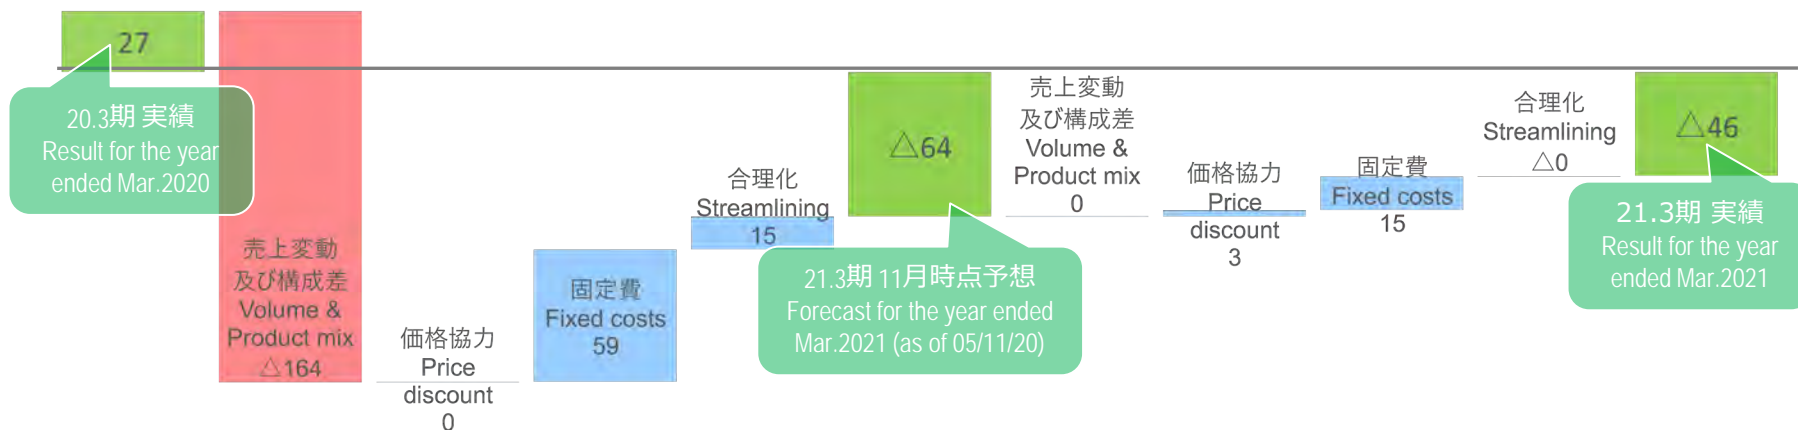 27
20.3期 実績
Result for the year
ended Mar.2020
売上変動
及び構成差
Volume &
Product mix
△164
価格協力
Price
discount
0
固定費
Fixed costs
59
合理化
Streamlining
15
△64
21.3期 11月時点予想
Forecast for the year ended
Mar.2021 (as of 05/11/20)
売上変動
及び構成差
Volume &
Product mix
0
価格協力
Price
discount
3
固定費
Fixed costs
15
合理化
Streamlining
△0
△46
21.3期 実績
Result for the year
ended Mar.2021